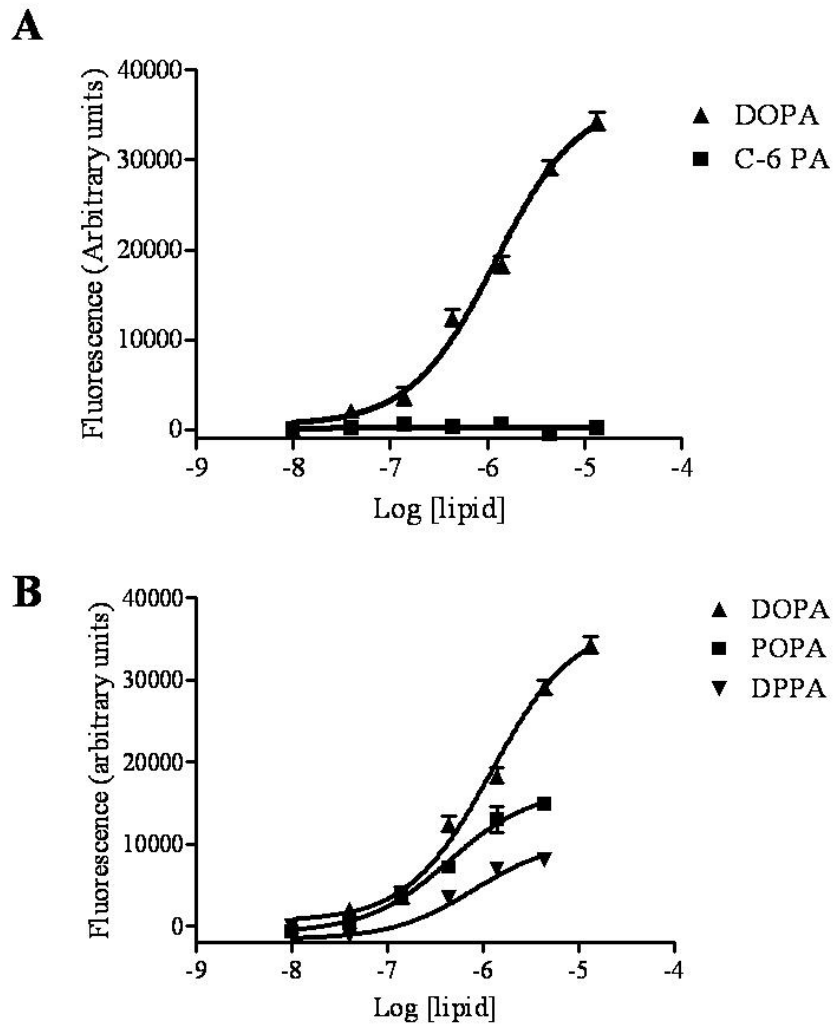 A
Fluorescence (Arbitrary units)
40000
30000
20000
10000
0
-9 -8 -7 -6 -5 -4
Log [lipid]
DOPA
C-6 PA
B
Fluorescence (arbitrary units)
40000
30000
20000
10000
0
-9 -8 -7 -6 -5 -4
Log [lipid]
DOPA
POPA
DPPA